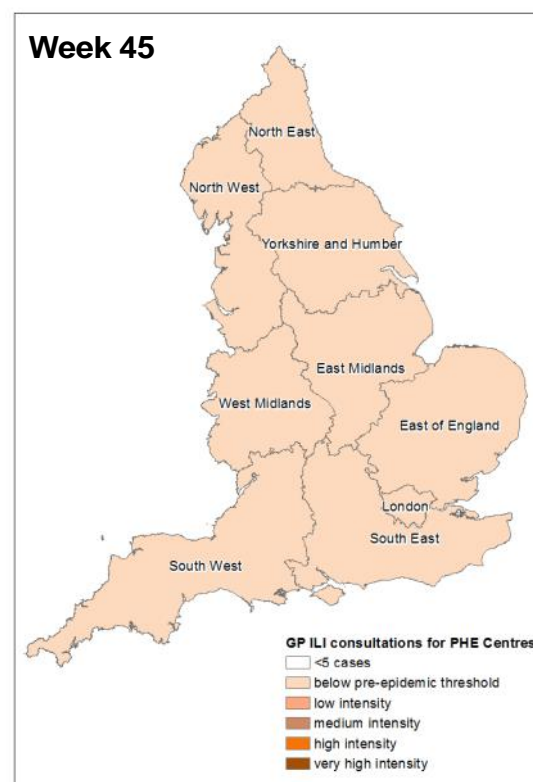 Week 45
North East
North West
Yorkshire and Humber
East Midlands
West Midlands
East of England
London
South East
South West
GP ILI consultations for PHE Centres
<5 cases
below pre-epidemic threshold
low intensity
medium intensity
high intensity
very high intensity